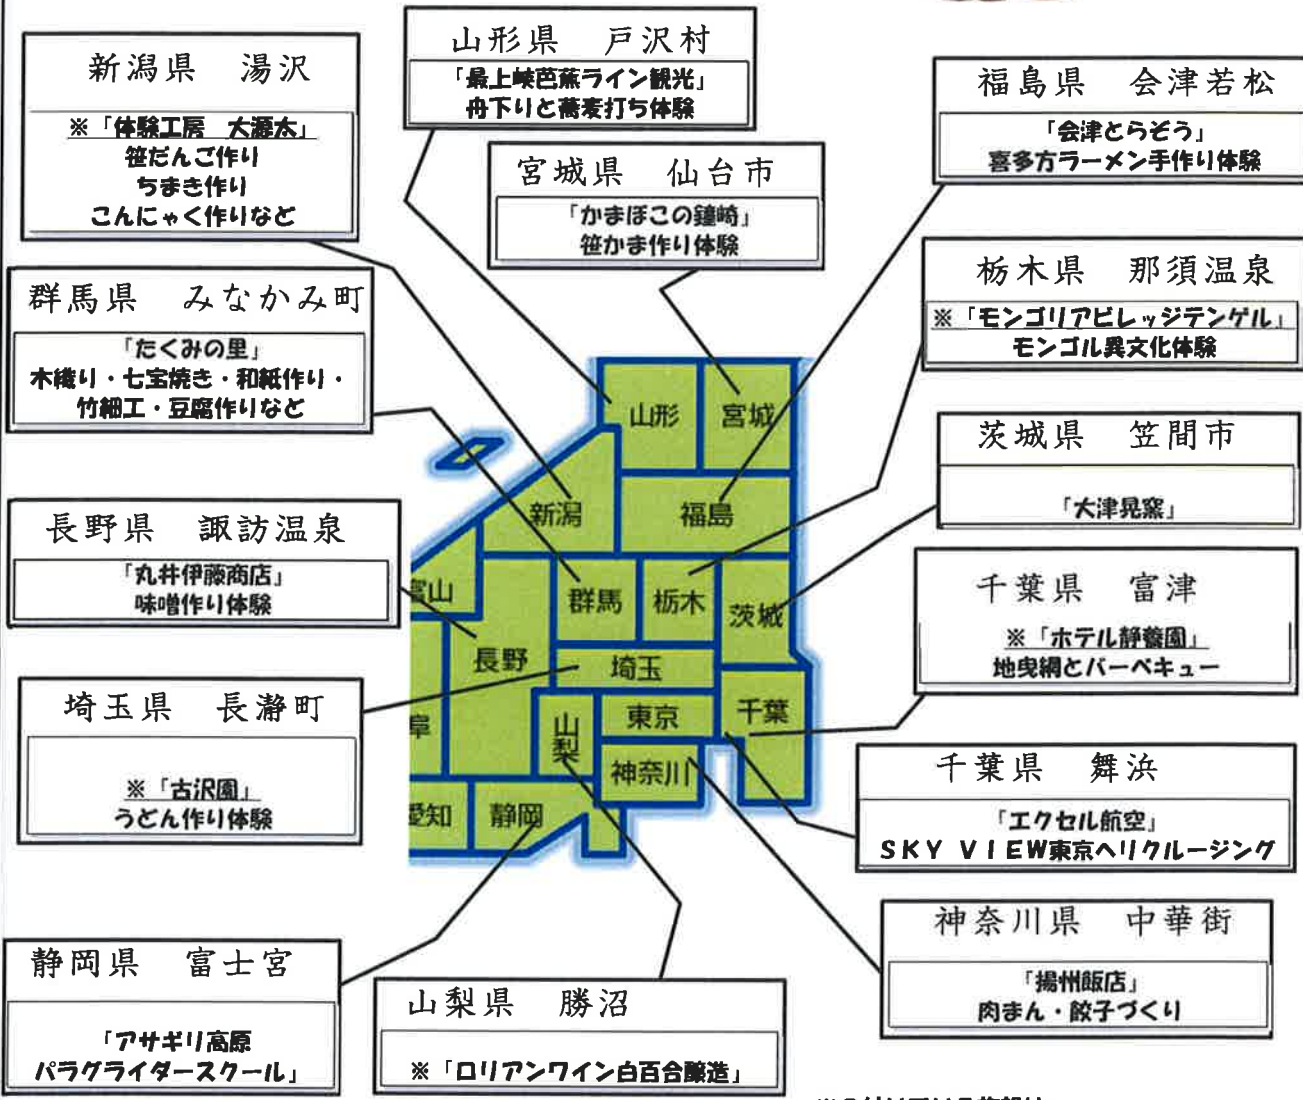 新潟県 湯沢
※「体験工房 大源太」
笹だんご作り
ちまき作り
こんにゃく作りなど
山形県 戸沢村
「最上峡芭蕉ライン観光」
舟下りと蕎麦打ち体験
宮城県 仙台市
「かまぼこの鐘崎」
笹かま作り体験
福島県 会津若松
「会津とらぞう」
喜多方ラーメン手作り体験
群馬県 みなかみ町
「たくみの里」
木織り・七宝焼き・和紙作り・
竹細工・豆腐作りなど
栃木県 那須温泉
※「モンゴリアビレッジテンゲル」
モンゴル異文化体験
茨城県 笠間市
「大津晃窯」
長野県 諏訪温泉
「丸井伊藤商店」
味噌作り体験
千葉県 富津
※「ホテル静養園」
地曳網とバーベキュー
埼玉県 長瀞町
※「古沢園」
うどん作り体験
千葉県 舞浜
「エクセル航空」
SKY VIEW東京ヘリクルージング
神奈川県 中華街
「揚州飯店」
肉まん・餃子づくり
静岡県 富士宮
「アサギリ高原
パラグライダースクール」
山梨県 勝沼
※「ロリアンワイン白百合醸造」
山形
宮城
新潟
福島
富山
群馬
栃木
茨城
長野
埼玉
阜
山梨
東京
千葉
神奈川
愛知
静岡